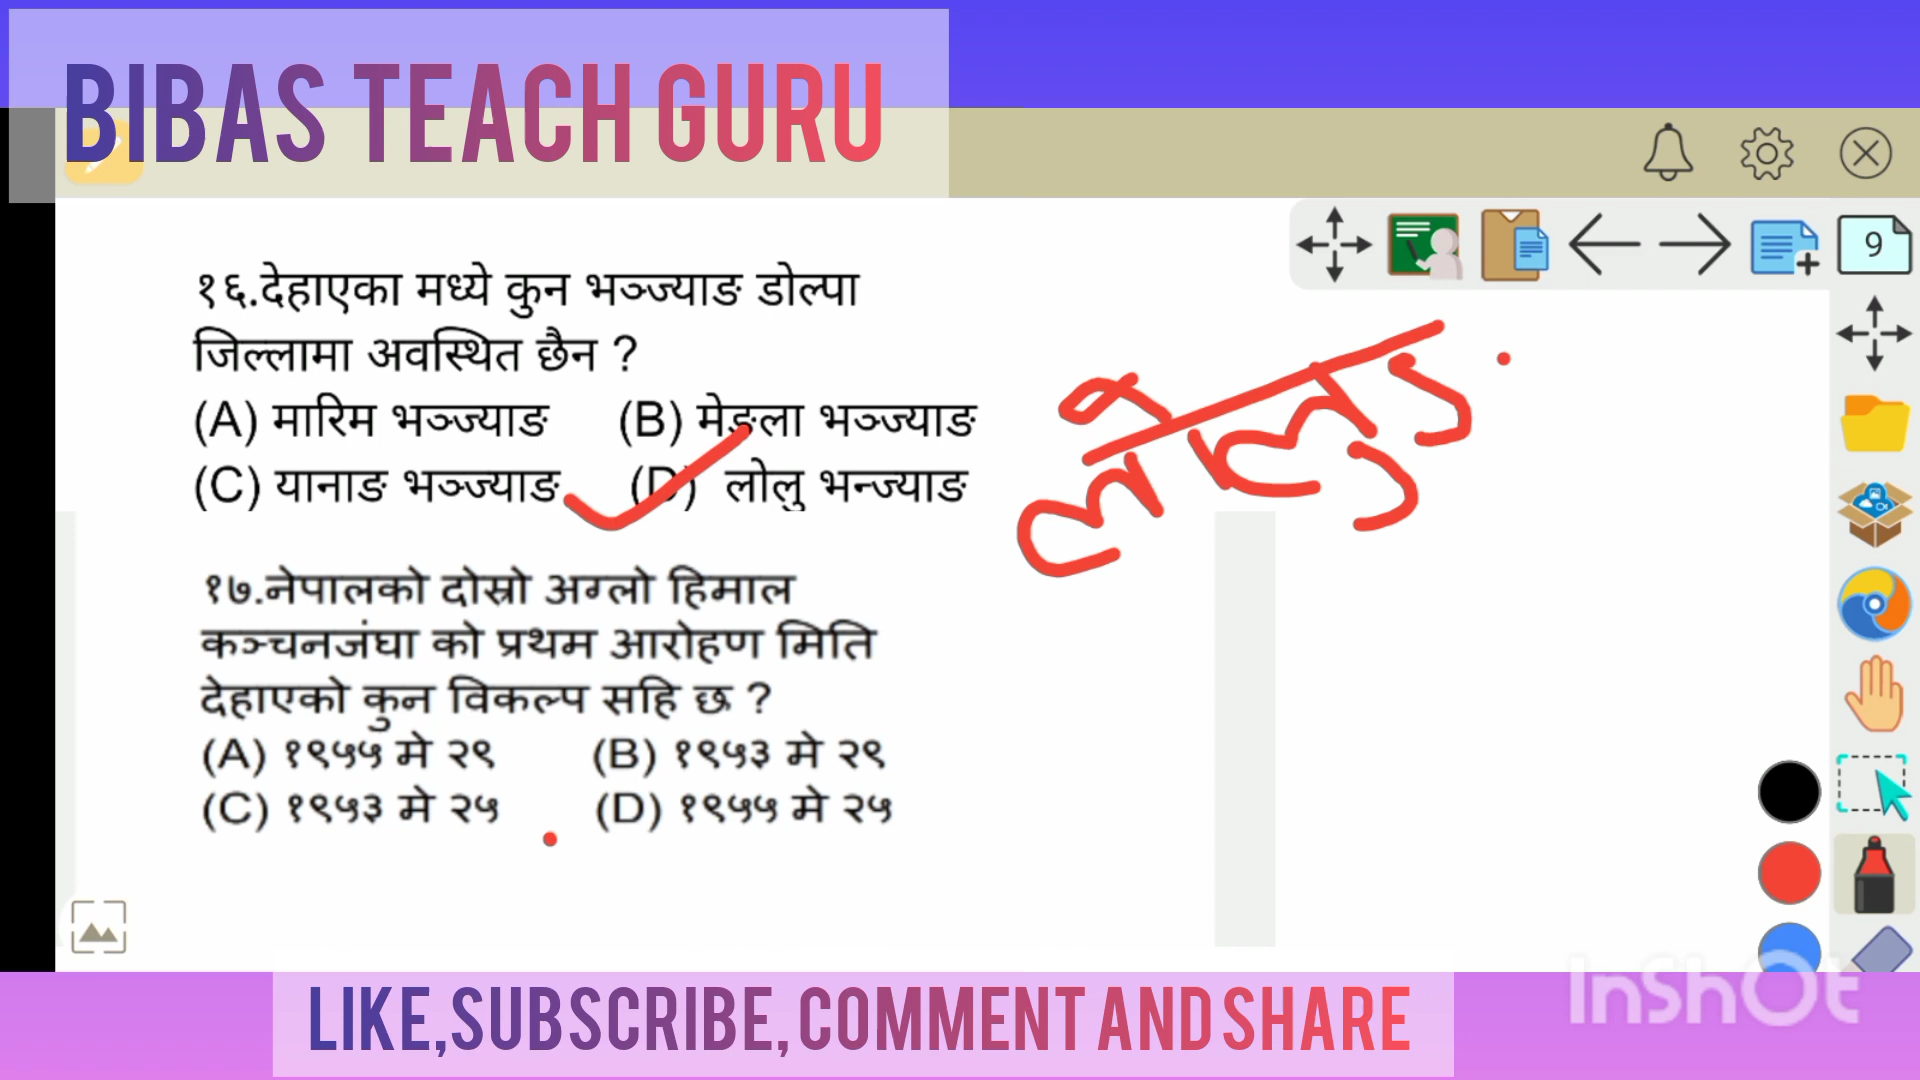 BIBAS TEACH GURU
9
१६.देहाएका मध्ये कुन भञ्ज्याङ डोल्पा
जिल्लामा अवस्थित छैन ?
(A) मारिम भञ्ज्याङ (B) मेङला भञ्ज्याङ
(C) यानाङ भञ्ज्याङ (D) लोलु भन्ज्याङ
१७.नेपालको दोस्रो अग्लो हिमाल
कञ्चनजंघा को प्रथम आरोहण मिति
देहाएको कुन विकल्प सहि छ ?
(A) १९५५ मे २९ (B) १९५३ मे २९
(C) १९५३ मे २५ (D) १९५५ मे २५
InShOt
LIKE,SUBSCRIBE, COMMENT AND SHARE